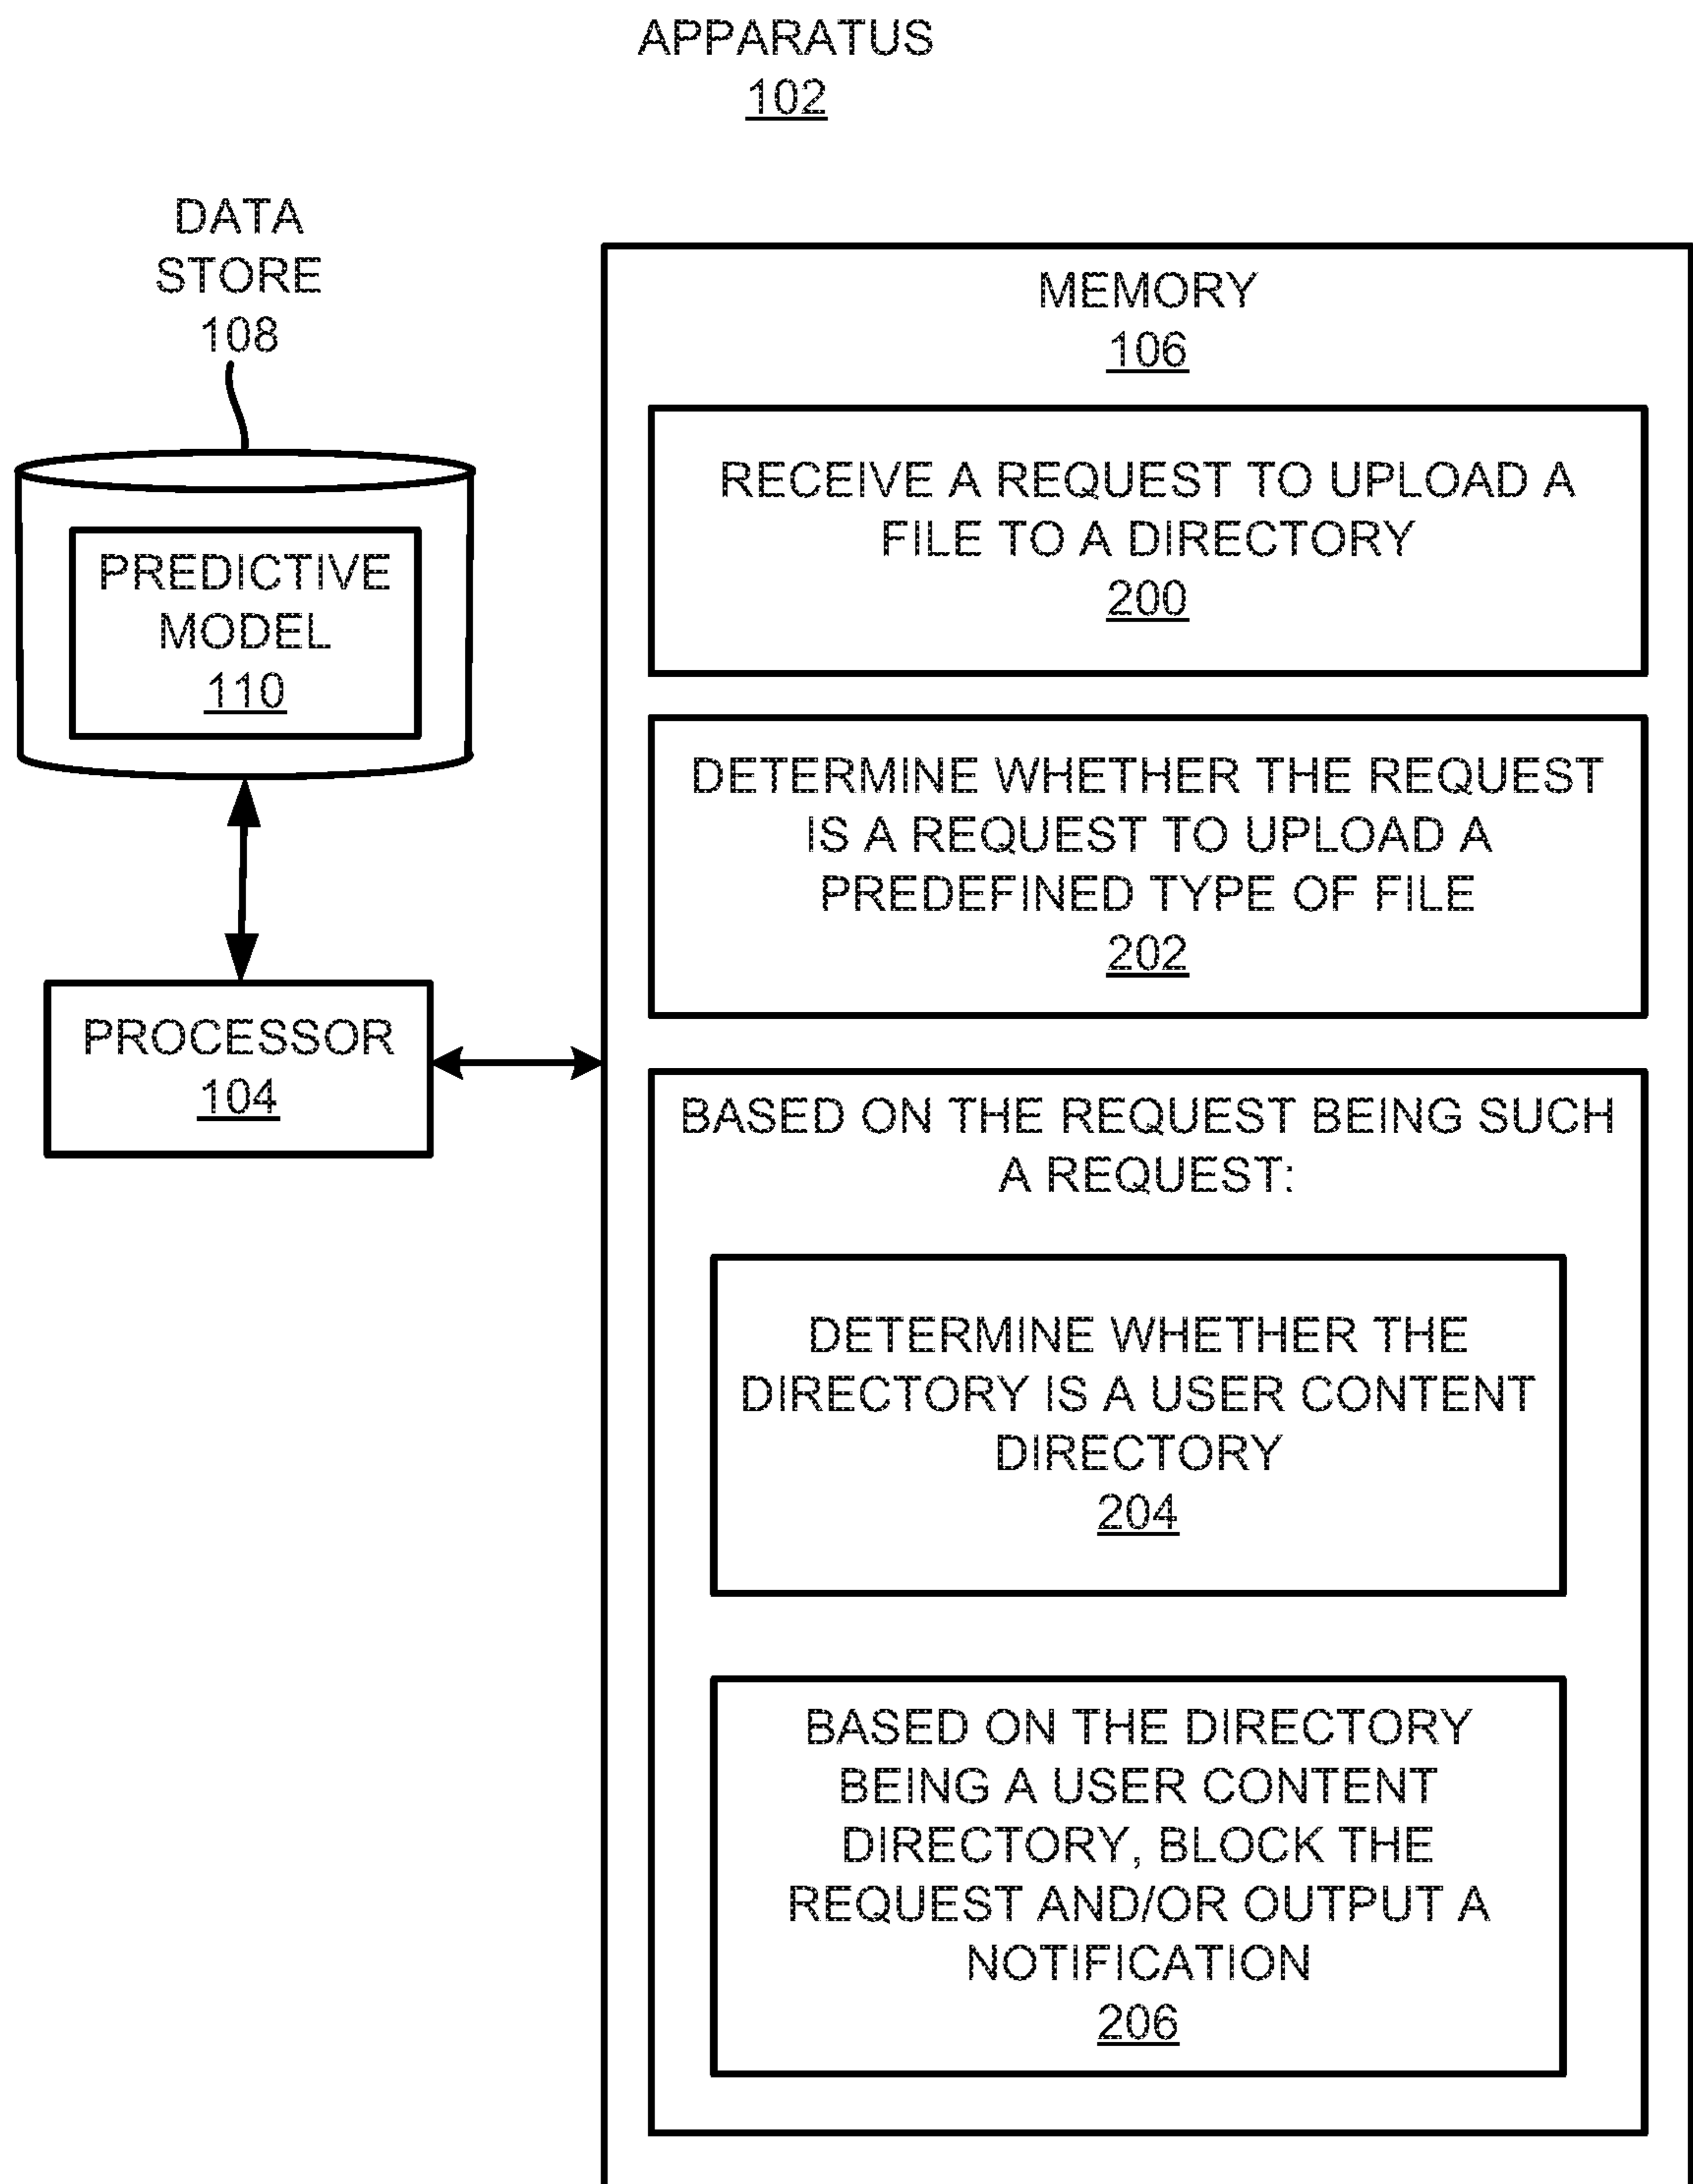 APPARATUS
102
DATA
STORE
108
PREDICTIVE
MODEL
110
PROCESSOR
104
MEMORY
106
RECEIVE A REQUEST TO UPLOAD A
FILE TO A DIRECTORY
200
DETERMINE WHETHER THE REQUEST
IS A REQUEST TO UPLOAD A
PREDEFINED TYPE OF FILE
202
BASED ON THE REQUEST BEING SUCH
A REQUEST:
DETERMINE WHETHER THE
DIRECTORY IS A USER CONTENT
DIRECTORY
204
BASED ON THE DIRECTORY
BEING A USER CONTENT
DIRECTORY, BLOCK THE
REQUEST AND/OR OUTPUT A
NOTIFICATION
206